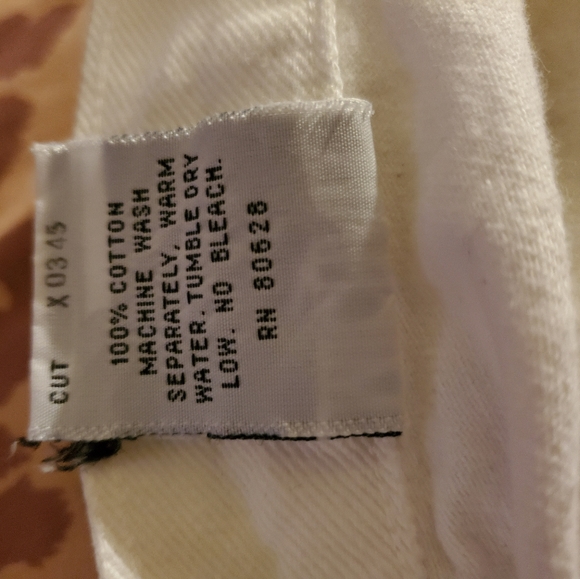 CUT X0345
100% COTTON
MACHINE WASH
SEPARATELY, WARM
WATER. TUMBLE DRY
LOW. NO BLEACH.
RN 80628